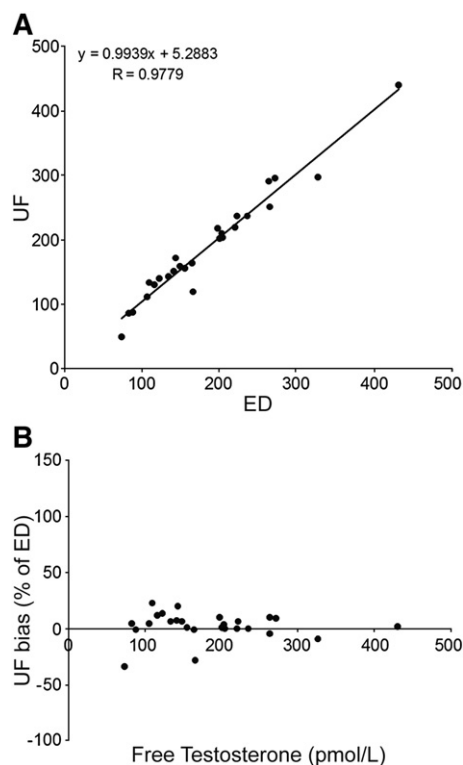 A
y = 0.9939x + 5.2883
R = 0.9779
500
400
300
200
100
0
UF
0 100 200 300 400 500
ED
B
150
100
50
0
-50
-100
UF bias (% of ED)
0 100 200 300 400 500
Free Testosterone (pmol/L)